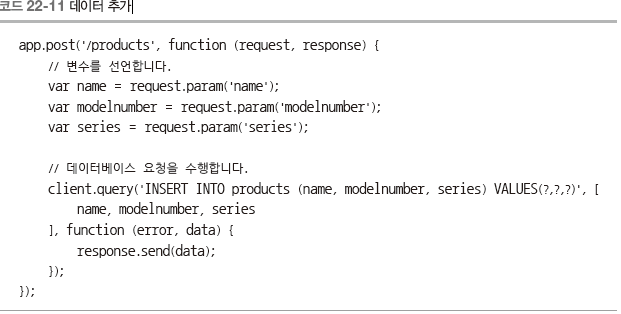 코드 22-11 데이터 추가
app.post('/products', function (request, response) {
    // 변수를 선언합니다.
    var name = request.param('name');
    var modelnumber = request.param('modelnumber');
    var series = request.param('series');

    // 데이터베이스 요청을 수행합니다.
    client.query('INSERT INTO products (name, modelnumber, series) VALUES(?,?,?)', [
        name, modelnumber, series
    ], function (error, data) {
        response.send(data);
    });
});